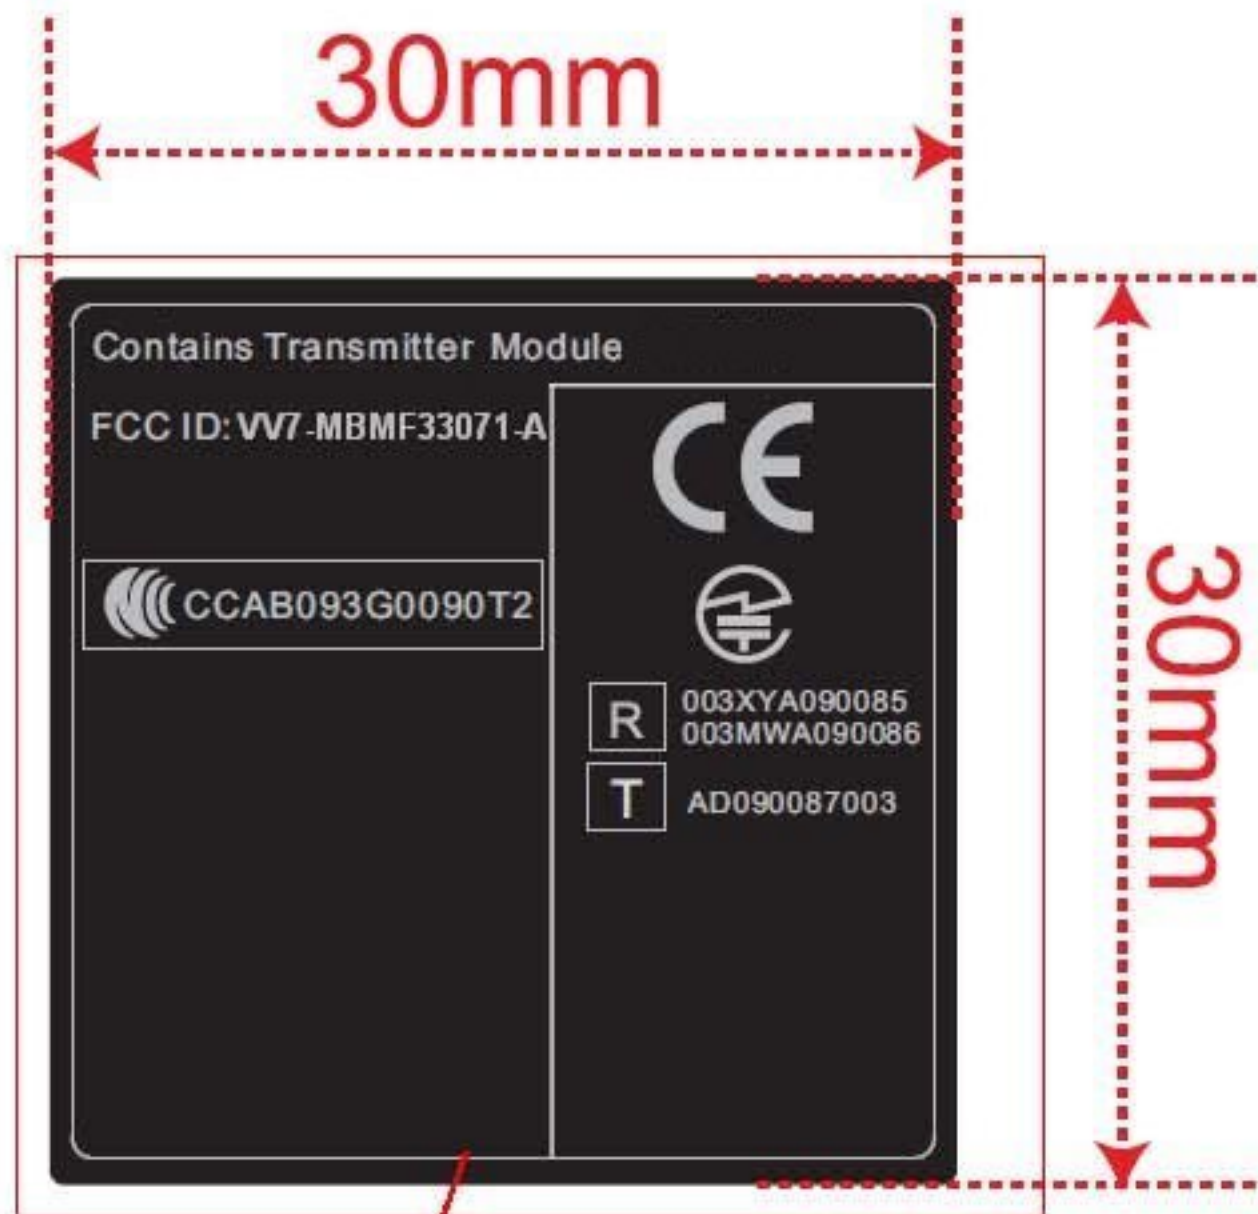 30mm
Contains Transmitter Module
FCC ID: VV7-MBMF33071-A
CE
CCAB093G0090T2
R 003XYA090085
003MWA090086
T AD090087003
30mm